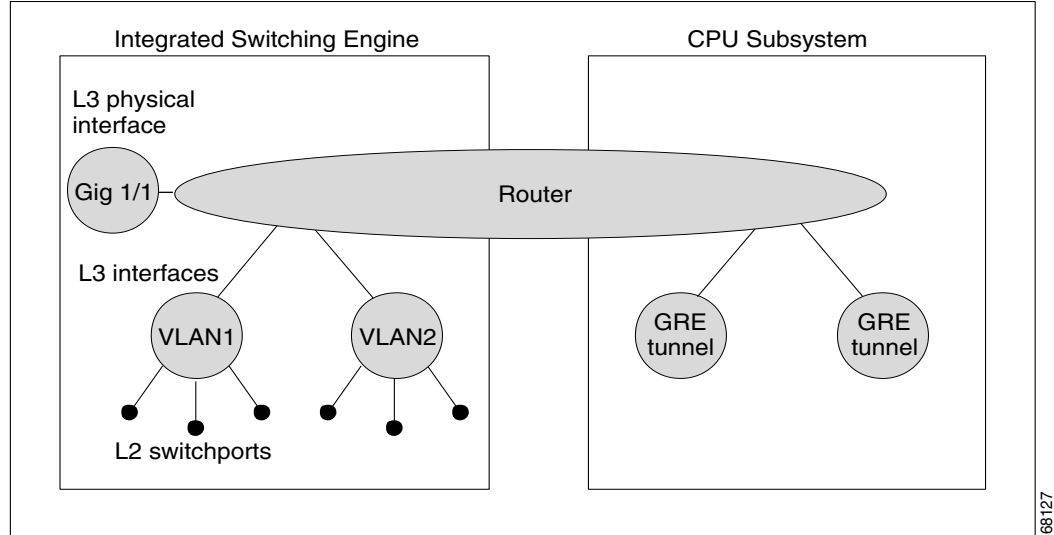 Integrated Switching Engine
CPU Subsystem
L3 physical
interface
Gig 1/1
Router
L3 interfaces
VLAN1
VLAN2
GRE
tunnel
GRE
tunnel
L2 switchports
68127